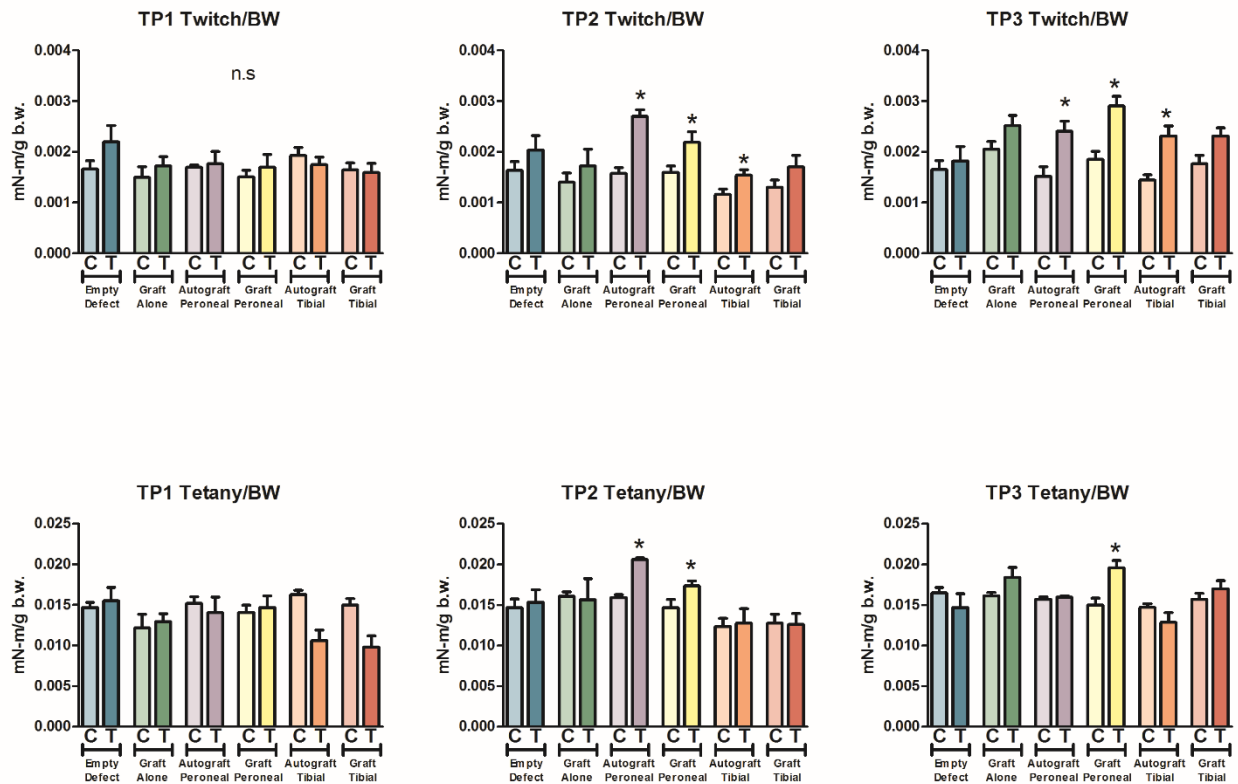 TP1 Twitch/BW
mN-m/g b.w.
0.004
0.003
0.002
0.001
0.000
n.s
C T C T C T C T C T C T
Empty Defect
Graft Alone
Autograft Peroneal
Graft Peroneal
Autograft Tibial
Graft Tibial
TP2 Twitch/BW
mN-m/g b.w.
0.004
0.003
0.002
0.001
0.000
* * *
C T C T C T C T C T C T
Empty Defect
Graft Alone
Autograft Peroneal
Graft Peroneal
Autograft Tibial
Graft Tibial
TP3 Twitch/BW
mN-m/g b.w.
0.004
0.003
0.002
0.001
0.000
* * *
C T C T C T C T C T C T
Empty Defect
Graft Alone
Autograft Peroneal
Graft Peroneal
Autograft Tibial
Graft Tibial
TP1 Tetany/BW
mN-m/g b.w.
0.025
0.020
0.015
0.010
0.005
0.000
C T C T C T C T C T C T
Empty Defect
Graft Alone
Autograft Peroneal
Graft Peroneal
Autograft Tibial
Graft Tibial
TP2 Tetany/BW
mN-m/g b.w.
0.025
0.020
0.015
0.010
0.005
0.000
* *
C T C T C T C T C T C T
Empty Defect
Graft Alone
Autograft Peroneal
Graft Peroneal
Autograft Tibial
Graft Tibial
TP3 Tetany/BW
mN-m/g b.w.
0.025
0.020
0.015
0.010
0.005
0.000
*
C T C T C T C T C T C T
Empty Defect
Graft Alone
Autograft Peroneal
Graft Peroneal
Autograft Tibial
Graft Tibial